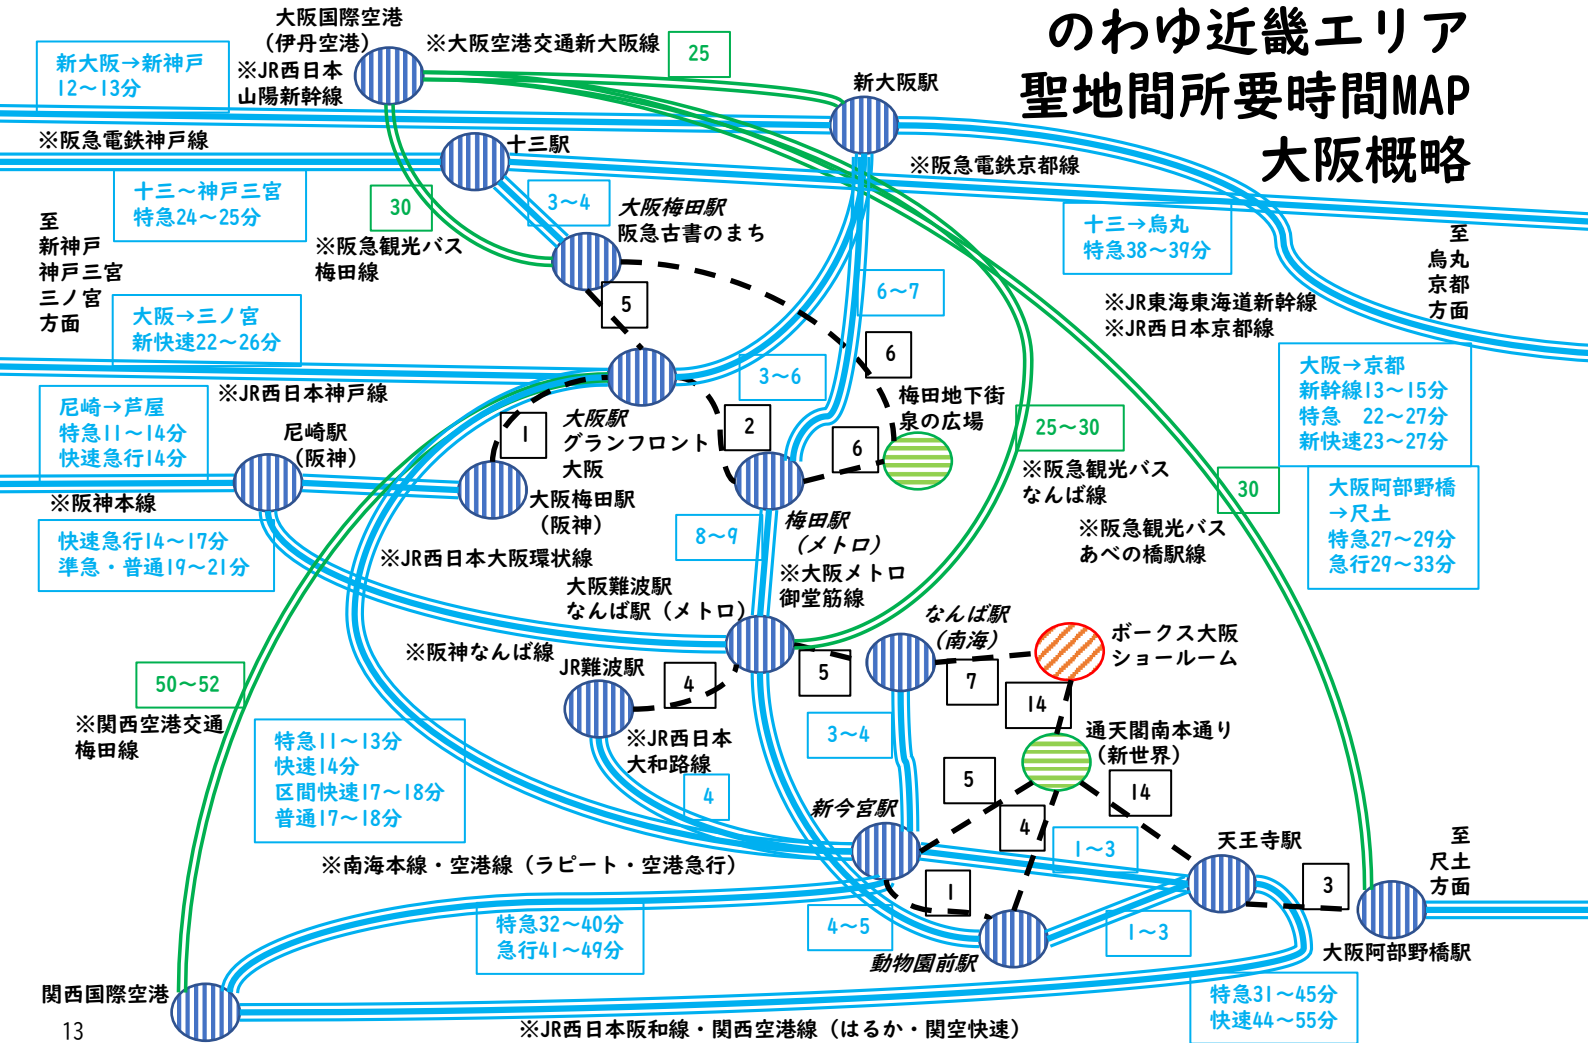 のわゆ近畿エリア
聖地間所要時間MAP
大阪概略
大阪国際空港
(伊丹空港)
※大阪空港交通新大阪線
25
新大阪→新神戸
12〜13分
※JR西日本
山陽新幹線
新大阪駅
※阪急電鉄神戸線
十三駅
※阪急電鉄京都線
十三〜神戸三宮
特急24〜25分
30
3〜4
大阪梅田駅
阪急古書のまち
十三→烏丸
特急38〜39分
至
新神戸
神戸三宮
三ノ宮
方面
※阪急観光バス
梅田線
至
烏丸
京都
方面
5
6〜7
※JR東海東海道新幹線
※JR西日本京都線
大阪→三ノ宮
新快速22〜26分
6
3〜6
大阪→京都
新幹線13〜15分
特急　22〜27分
新快速23〜27分
※JR西日本神戸線
梅田地下街
泉の広場
尼崎→芦屋
特急11〜14分
快速急行14分
尼崎駅
(阪神)
1
大阪駅
グランフロント
大阪
2
6
25〜30
※阪急観光バス
なんば線
30
大阪阿部野橋
→尺土
特急27〜29分
急行29〜33分
※阪神本線
大阪梅田駅
(阪神)
梅田駅
(メトロ)
8〜9
※阪急観光バス
あべの橋駅線
快速急行14〜17分
準急・普通19〜21分
※JR西日本大阪環状線
※大阪メトロ
御堂筋線
大阪難波駅
なんば駅(メトロ)
なんば駅
(南海)
ボークス大阪
ショールーム
※阪神なんば線
JR難波駅
4
5
7
14
50〜52
※関西空港交通
梅田線
特急11〜13分
快速14分
区間快速17〜18分
普通17〜18分
※JR西日本
大和路線
3〜4
通天閣南本通り
(新世界)
4
5
14
新今宮駅
4
1〜3
天王寺駅
至
尺土
方面
※南海本線・空港線(ラピート・空港急行)
1
3
特急32〜40分
急行41〜49分
4〜5
1〜3
動物園前駅
大阪阿部野橋駅
関西国際空港
特急31〜45分
快速44〜55分
※JR西日本阪和線・関西空港線(はるか・関空快速)
13